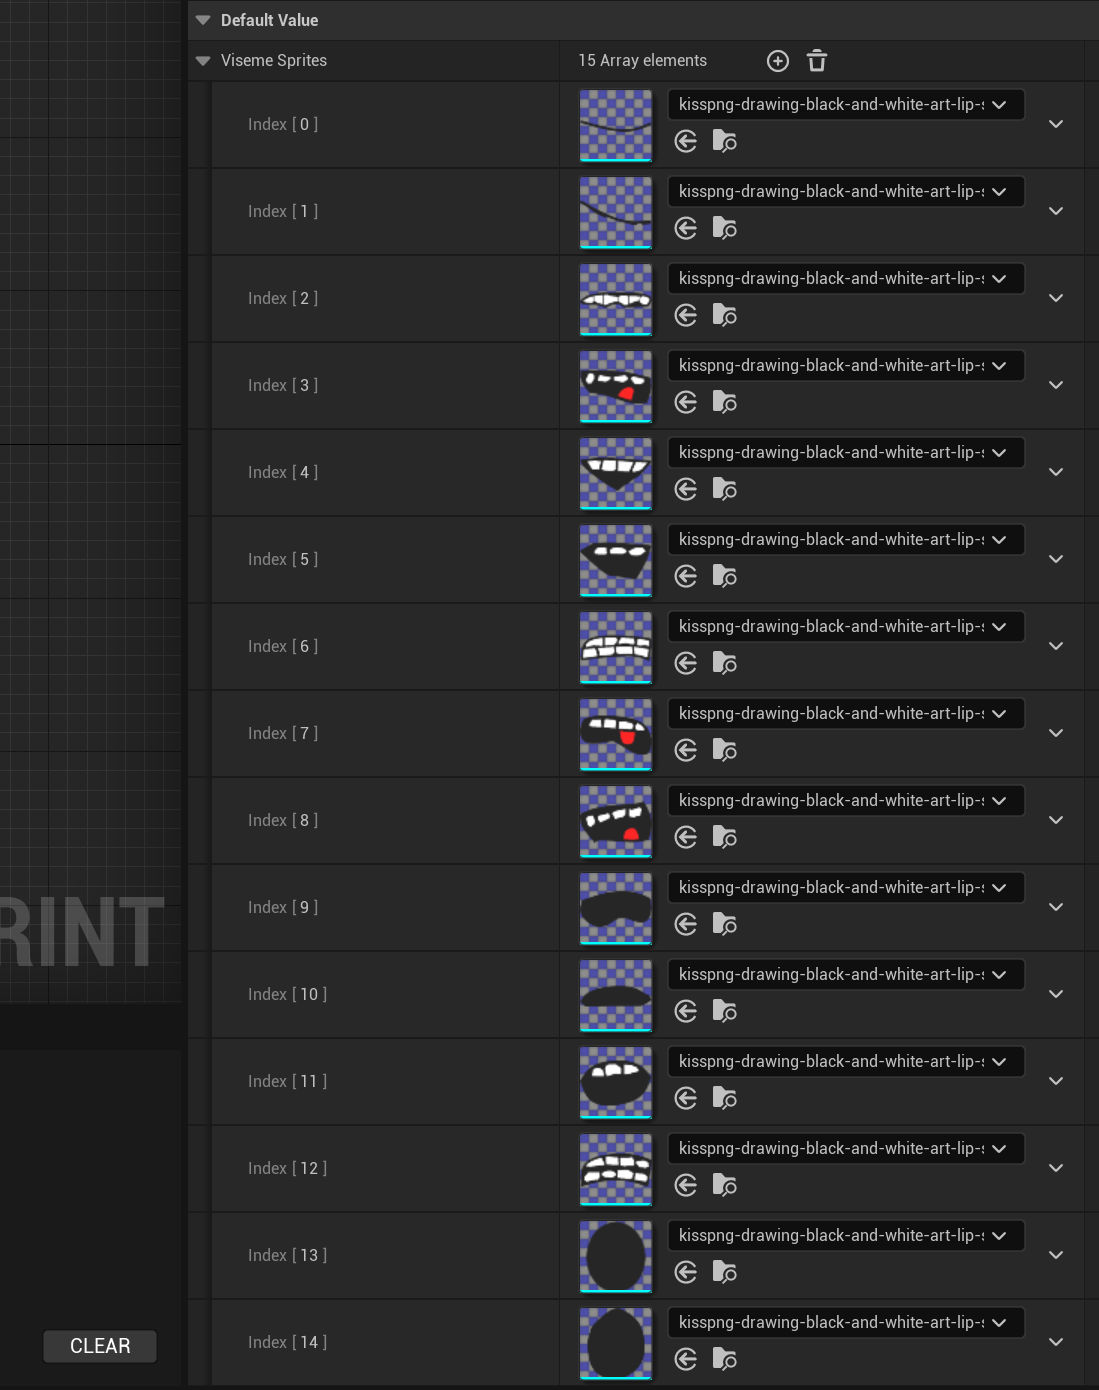 Default Value
Viseme Sprites 15 Array elements
Index [ 0 ] kisspng-drawing-black-and-white-art-lip-s
Index [ 1 ] kisspng-drawing-black-and-white-art-lip-s
Index [ 2 ] kisspng-drawing-black-and-white-art-lip-s
Index [ 3 ] kisspng-drawing-black-and-white-art-lip-s
Index [ 4 ] kisspng-drawing-black-and-white-art-lip-s
Index [ 5 ] kisspng-drawing-black-and-white-art-lip-s
Index [ 6 ] kisspng-drawing-black-and-white-art-lip-s
Index [ 7 ] kisspng-drawing-black-and-white-art-lip-s
Index [ 8 ] kisspng-drawing-black-and-white-art-lip-s
Index [ 9 ] kisspng-drawing-black-and-white-art-lip-s
RINT
Index [ 10 ] kisspng-drawing-black-and-white-art-lip-s
Index [ 11 ] kisspng-drawing-black-and-white-art-lip-s
Index [ 12 ] kisspng-drawing-black-and-white-art-lip-s
Index [ 13 ] kisspng-drawing-black-and-white-art-lip-s
Index [ 14 ] kisspng-drawing-black-and-white-art-lip-s
CLEAR